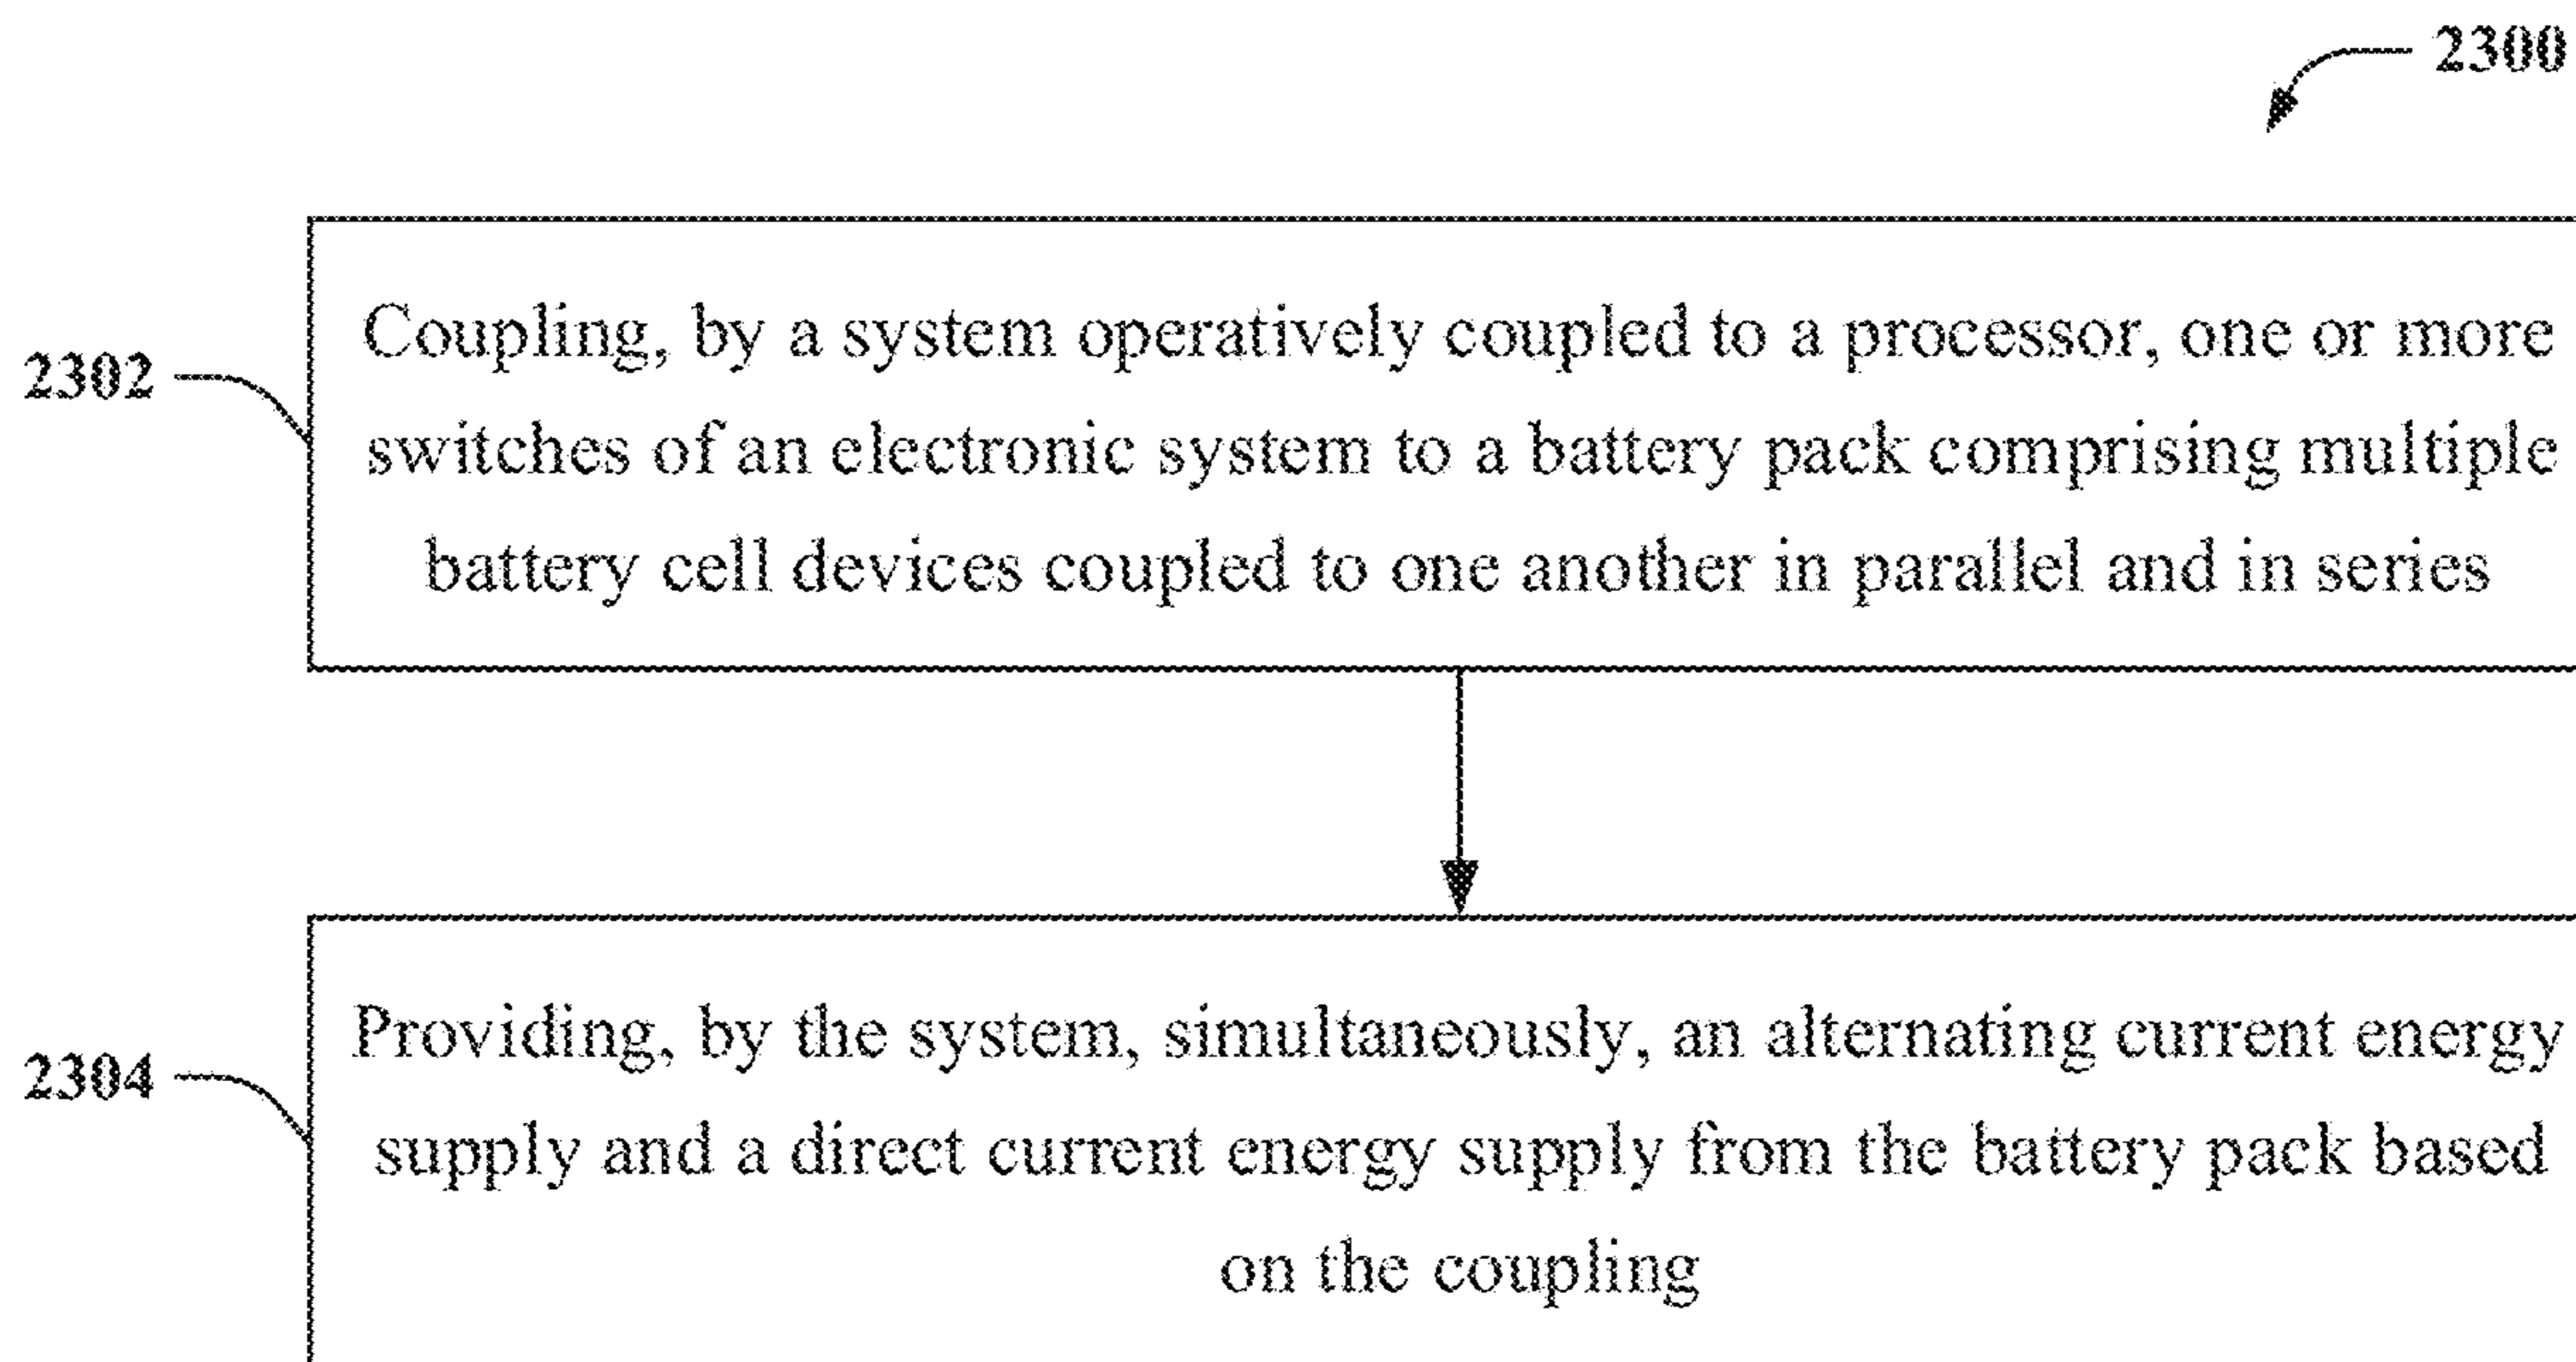 2300
2302
Coupling, by a system operatively coupled to a processor, one or more
switches of an electronic system to a battery pack comprising multiple
battery cell devices coupled to one another in parallel and in series
2304
Providing, by the system, simultaneously, an alternating current energy
supply and a direct current energy supply from the battery pack based
on the coupling